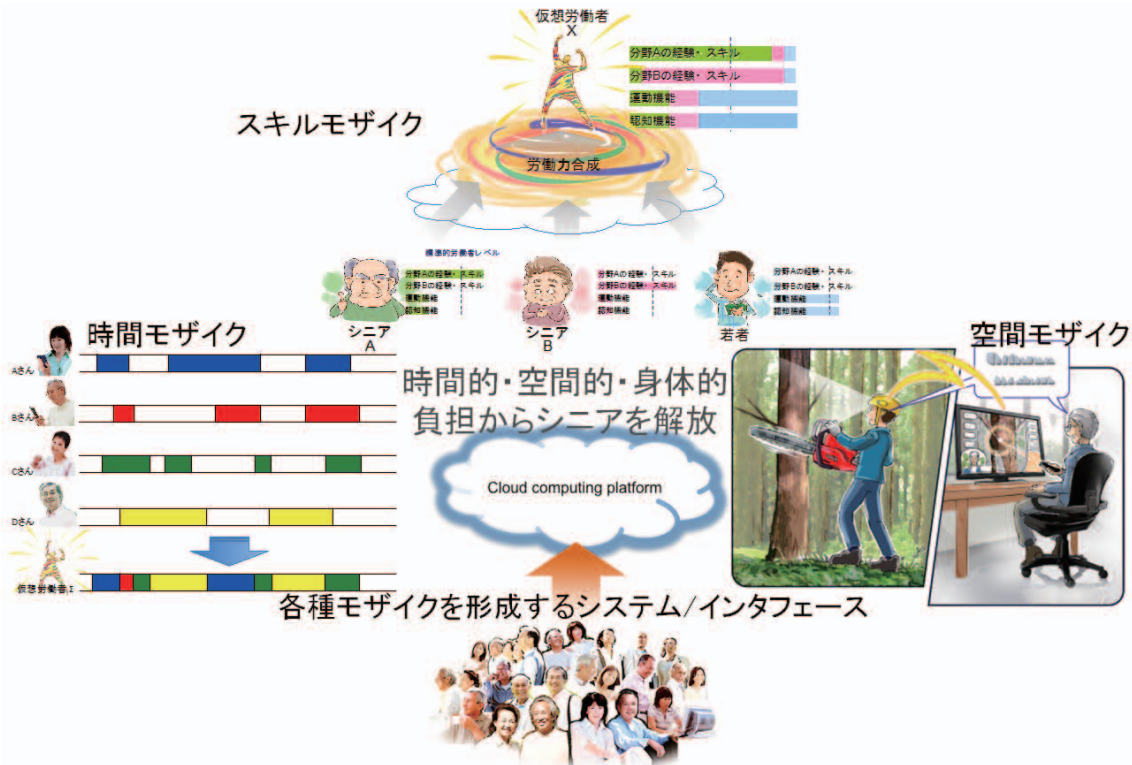 仮想労働者
X
分野Aの経験・スキル
分野Bの経験・スキル
運動機能
認知機能
スキルモザイク
労働力合成
標準的労働者レベル
分野Aの経験・スキル
分野Bの経験・スキル
運動機能
認知機能
シニア
A
分野Aの経験・スキル
分野Bの経験・スキル
運動機能
認知機能
シニア
B
分野Aの経験・スキル
分野Bの経験・スキル
運動機能
認知機能
若者
時間モザイク
Aさん
Bさん
Cさん
Dさん
仮想労働者I
時間的・空間的・身体的
負担からシニアを解放
Cloud computing platform
空間モザイク
各種モザイクを形成するシステム/インタフェース